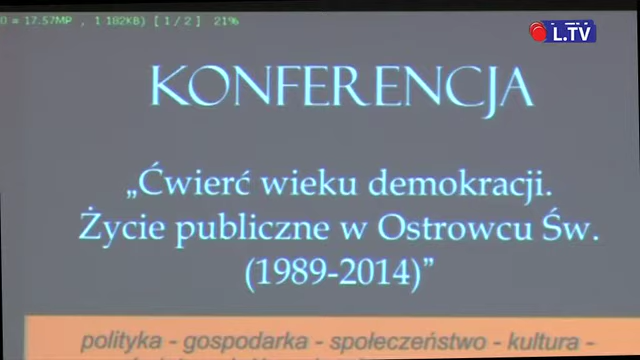 0 = 17.57MP , 1 182KB) [ 1 / 2 ] 21%
L.TV
KONFERENCJA
„Ćwierć wieku demokracji.
Życie publiczne w Ostrowcu Św.
(1989-2014)”
polityka - gospodarka - społeczeństwo - kultura -